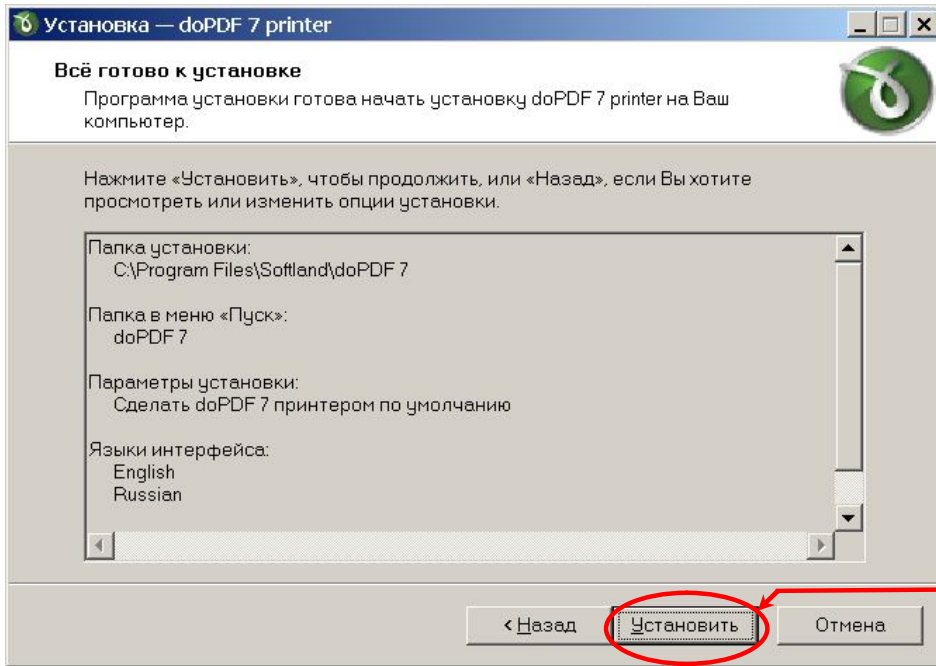 Установка — doPDF 7 printer
Всё готово к установке
Программа установки готова начать установку doPDF 7 printer на Ваш
компьютер.
Нажмите «Установить», чтобы продолжить, или «Назад», если Вы хотите
просмотреть или изменить опции установки.
Папка установки:
C:\Program Files\Softland\doPDF 7
Папка в меню «Пуск»:
doPDF 7
Параметры установки:
Сделать doPDF 7 принтером по умолчанию
Языки интерфейса:
English
Russian
< Назад Установить Отмена